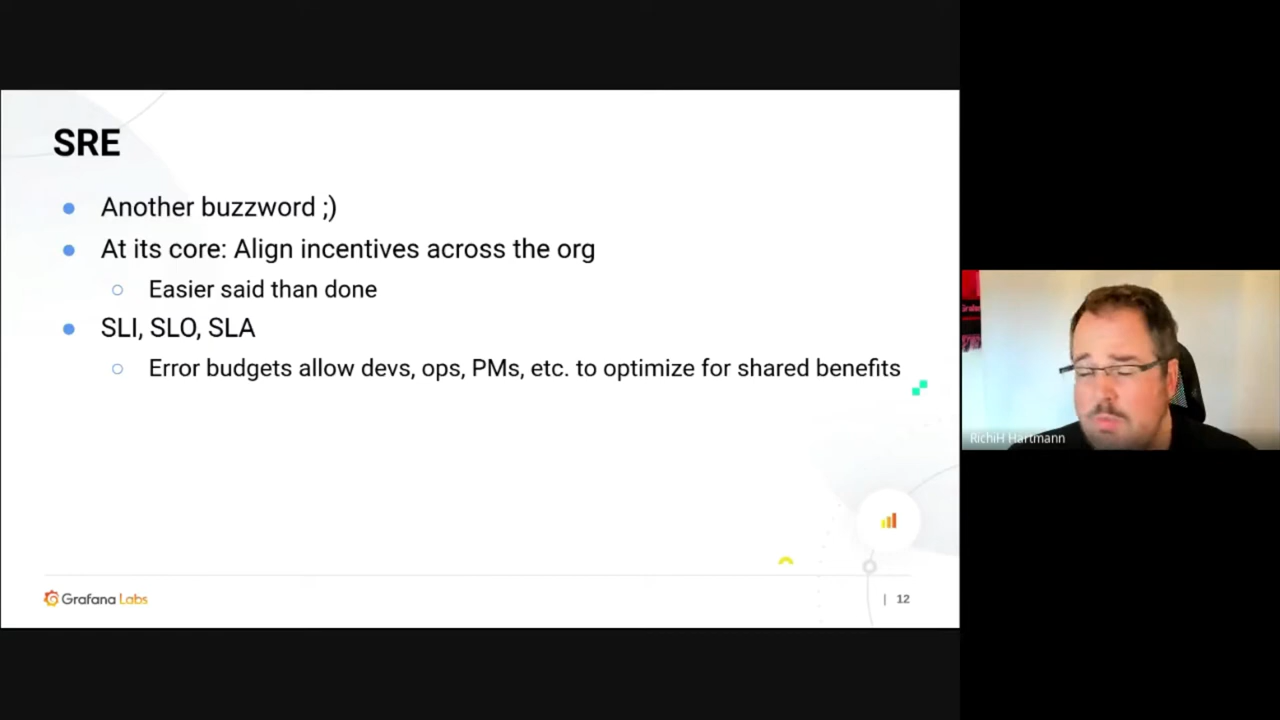 SRE
Another buzzword ;)
At its core: Align incentives across the org
Easier said than done
SLI, SLO, SLA
Error budgets allow devs, ops, PMs, etc. to optimize for shared benefits
Grafana Labs
| 12
RichiH Hartmann